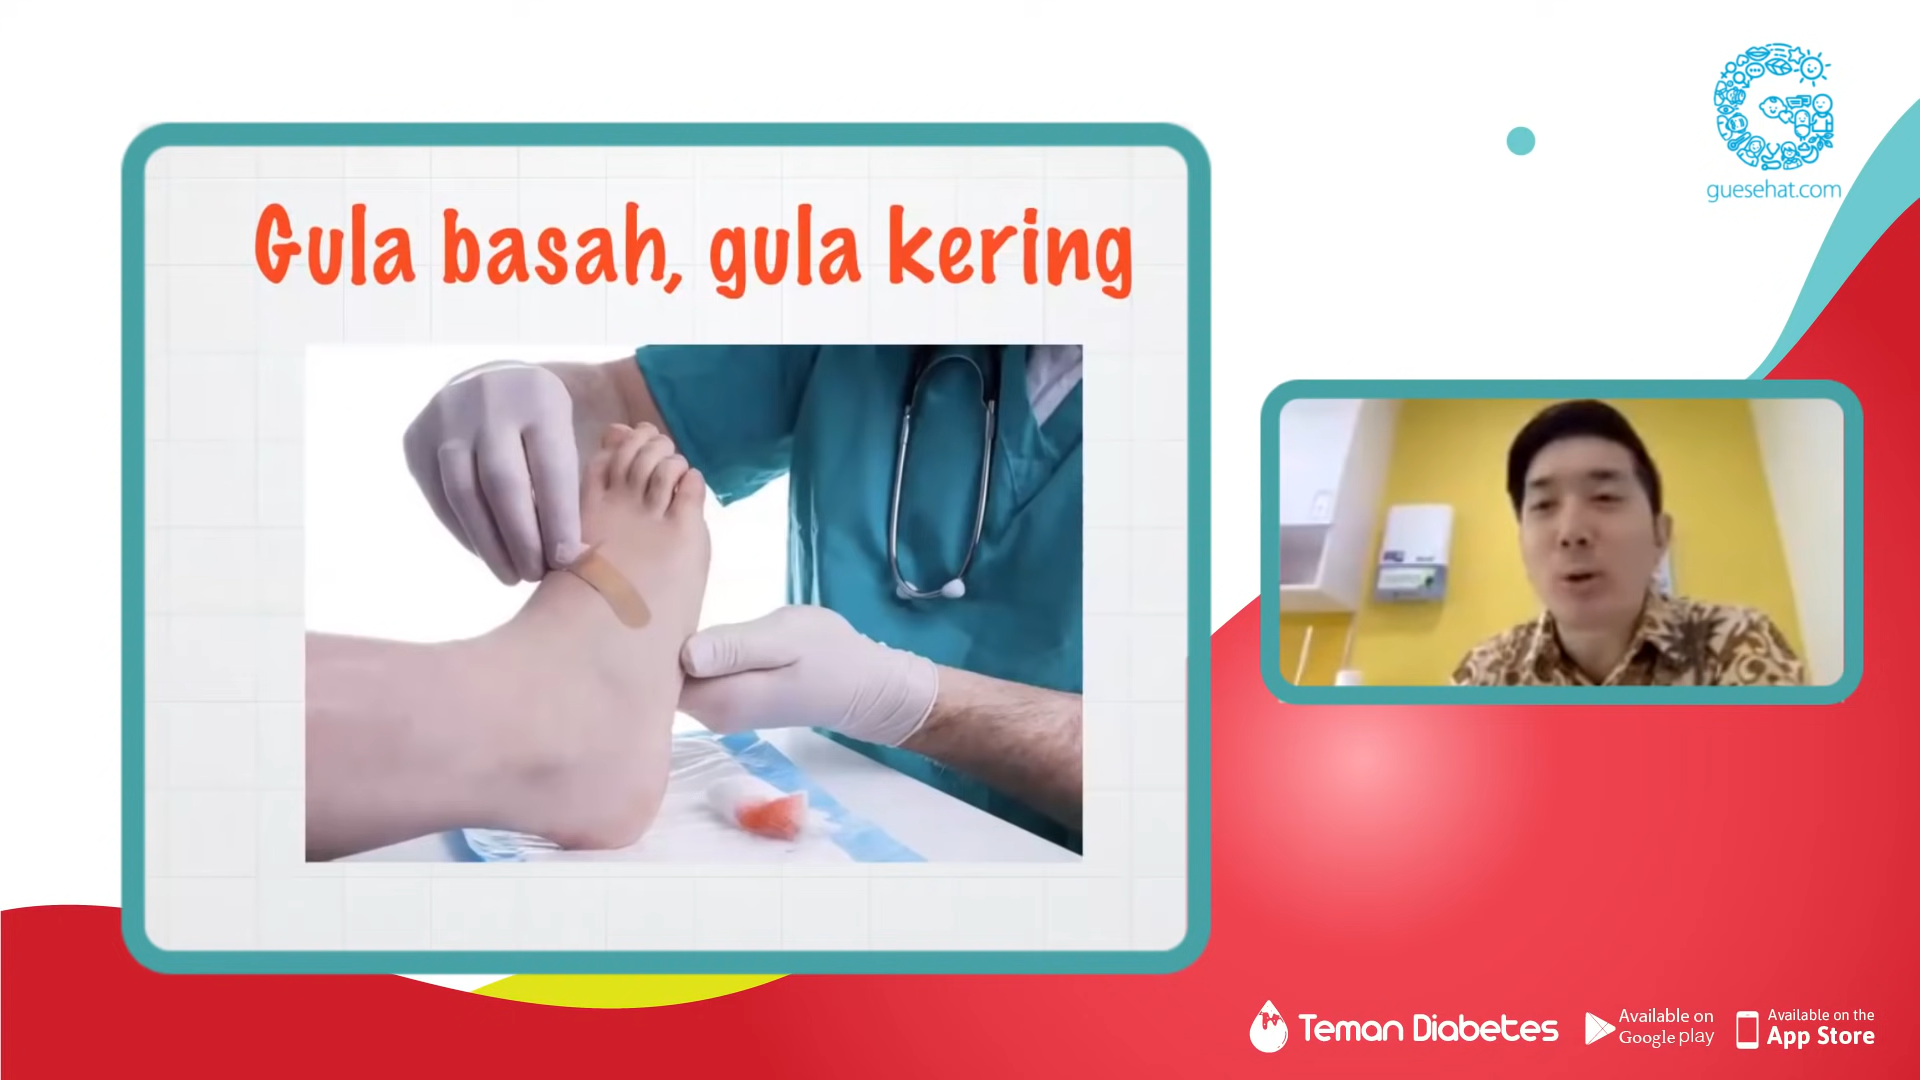 Gula basah, gula kering
guesehat.com
Teman Diabetes
Available on
Google play
Available on the
App Store